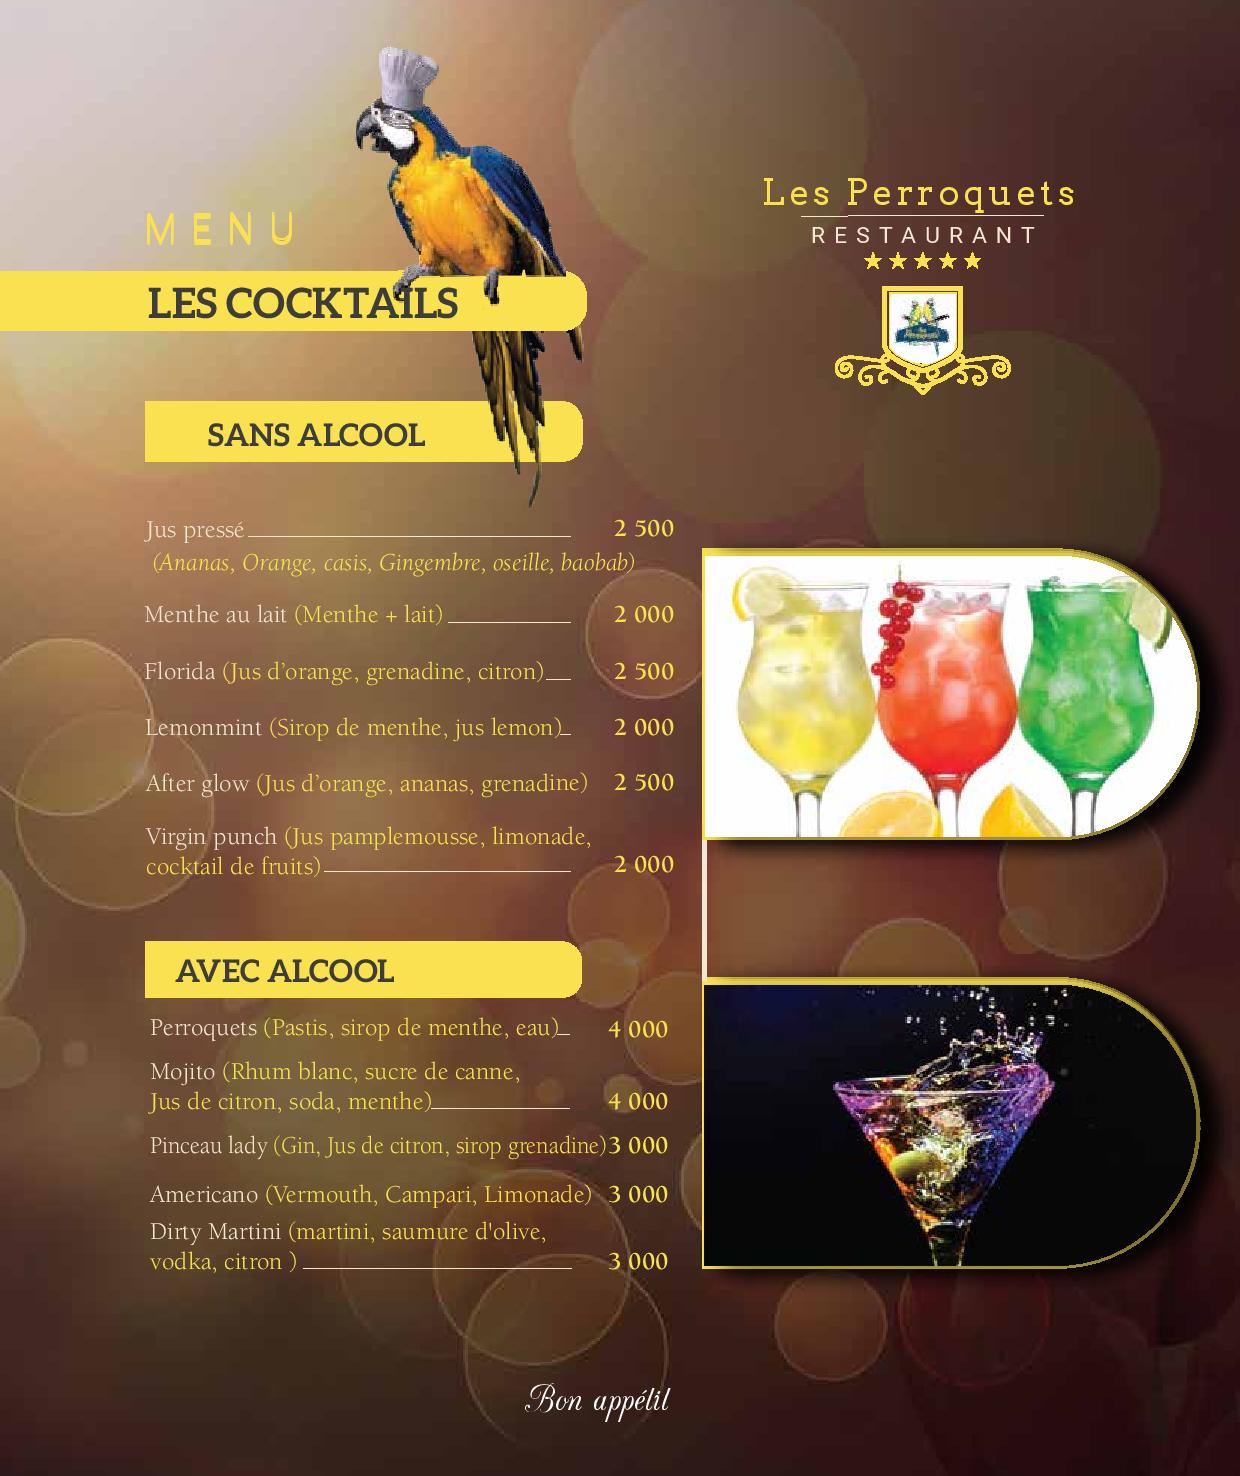 MENU
LES COCKTAILS
Les Perroquets
RESTAURANT
SANS ALCOOL
Jus pressé 2 500
(Ananas, Orange, casis, Gingembre, oseille, baobab)
Menthe au lait (Menthe + lait) 2 000
Florida (Jus d’orange, grenadine, citron) 2 500
Lemonmint (Sirop de menthe, jus lemon) 2 000
After glow (Jus d’orange, ananas, grenadine) 2 500
Virgin punch (Jus pamplemousse, limonade,
cocktail de fruits) 2 000
AVEC ALCOOL
Perroquets (Pastis, sirop de menthe, eau) 4 000
Mojito (Rhum blanc, sucre de canne,
Jus de citron, soda, menthe) 4 000
Pinceau lady (Gin, Jus de citron, sirop grenadine) 3 000
Americano (Vermouth, Campari, Limonade) 3 000
Dirty Martini (martini, saumure d'olive,
vodka, citron ) 3 000
Bon appétit